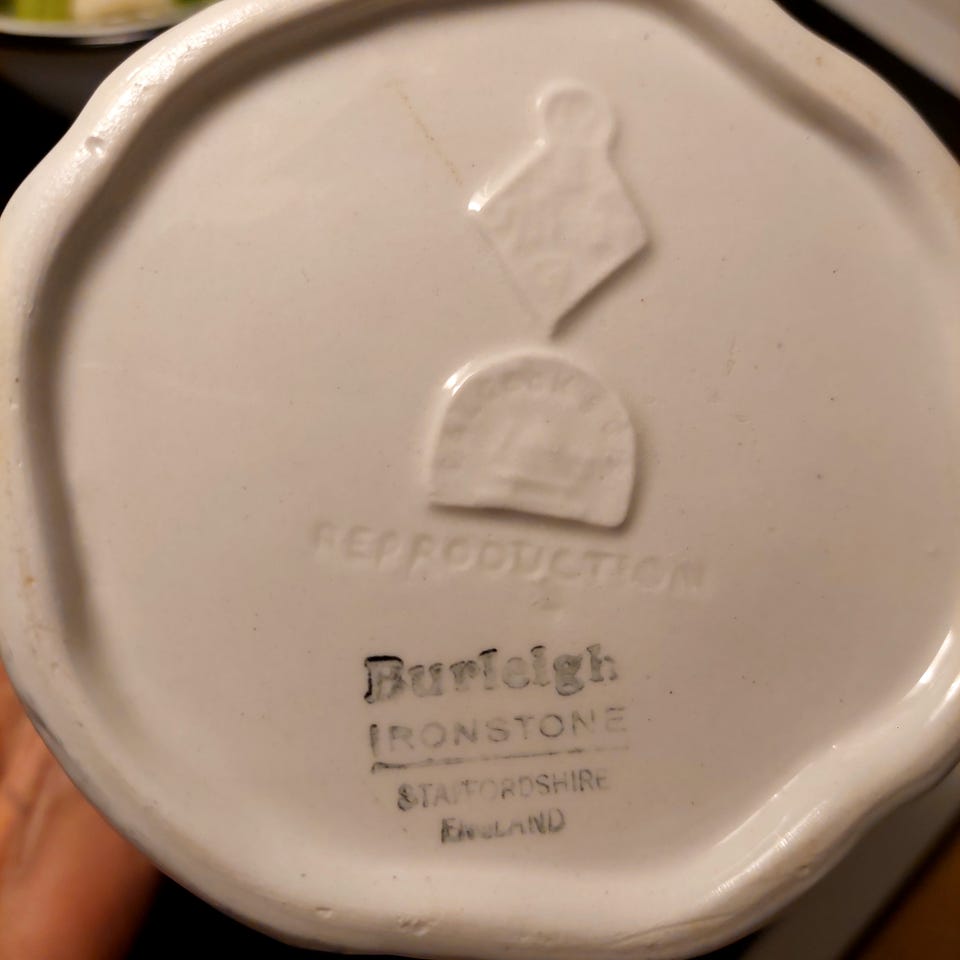 REPRODUCTION
Burleigh
IRONSTONE
STAFFORDSHIRE
ENGLAND